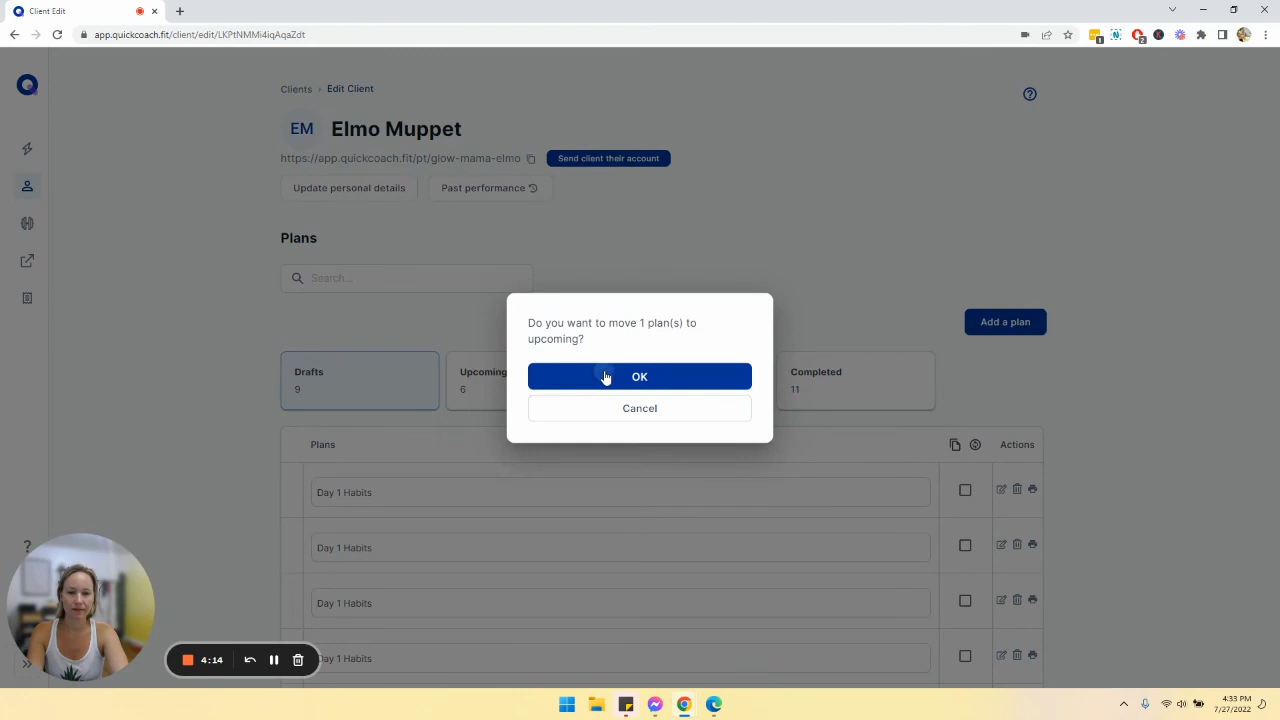 Client Edit
app.quickcoach.fit/client/edit/LKPtNMMi4iqAqaZdt
1
2
Clients › Edit Client
EM
Elmo Muppet
https://app.quickcoach.fit/pt/glow-mama-elmo
Send client their account
Update personal details
Past performance
Plans
Search...
Do you want to move 1 plan(s) to
upcoming?
OK
Cancel
Add a plan
Drafts
9
Upcoming
6
Completed
11
Plans
Actions
Day 1 Habits
Day 1 Habits
Day 1 Habits
Day 1 Habits
4:14
4:33 PM
7/27/2022